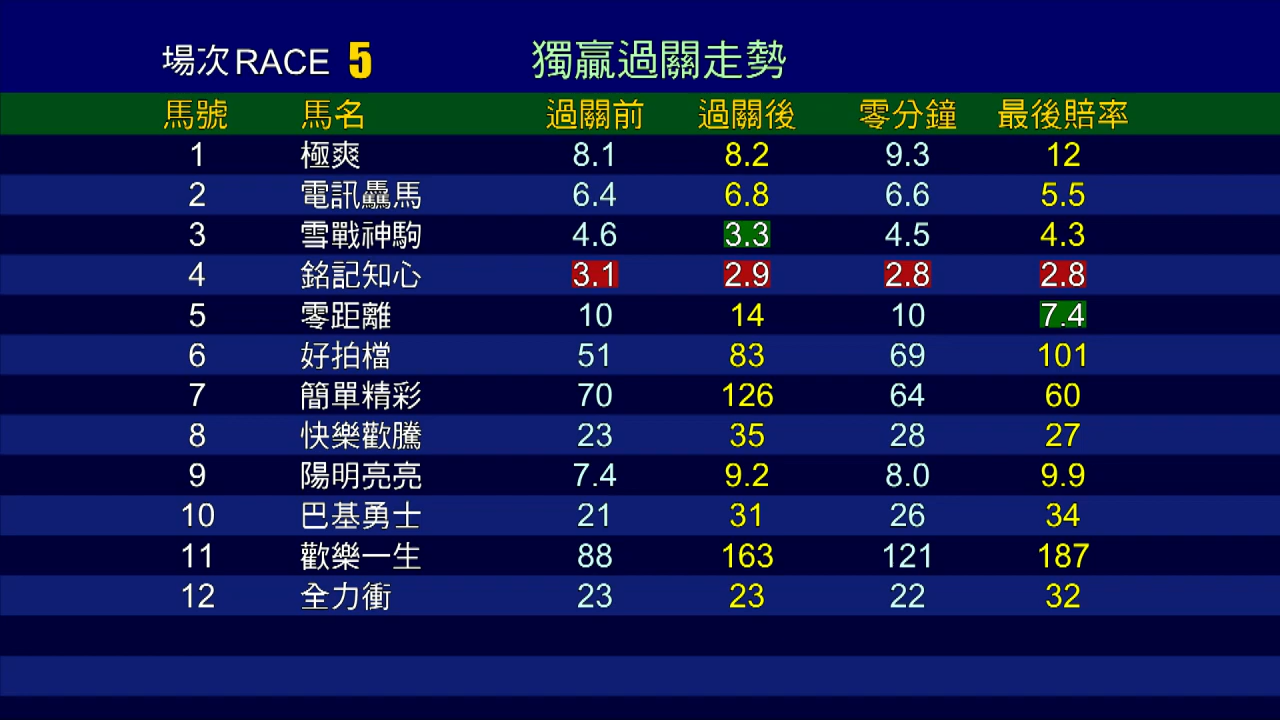 場次RACE 5 獨贏過關走勢
馬號 馬名 過關前 過關後 零分鐘 最後賠率
1 極爽 8.1 8.2 9.3 12
2 電訊驫馬 6.4 6.8 6.6 5.5
3 雪戰神駒 4.6 3.3 4.5 4.3
4 銘記知心 3.1 2.9 2.8 2.8
5 零距離 10 14 10 7.4
6 好拍檔 51 83 69 101
7 簡單精彩 70 126 64 60
8 快樂歡騰 23 35 28 27
9 陽明亮亮 7.4 9.2 8.0 9.9
10 巴基勇士 21 31 26 34
11 歡樂一生 88 163 121 187
12 全力衝 23 23 22 32